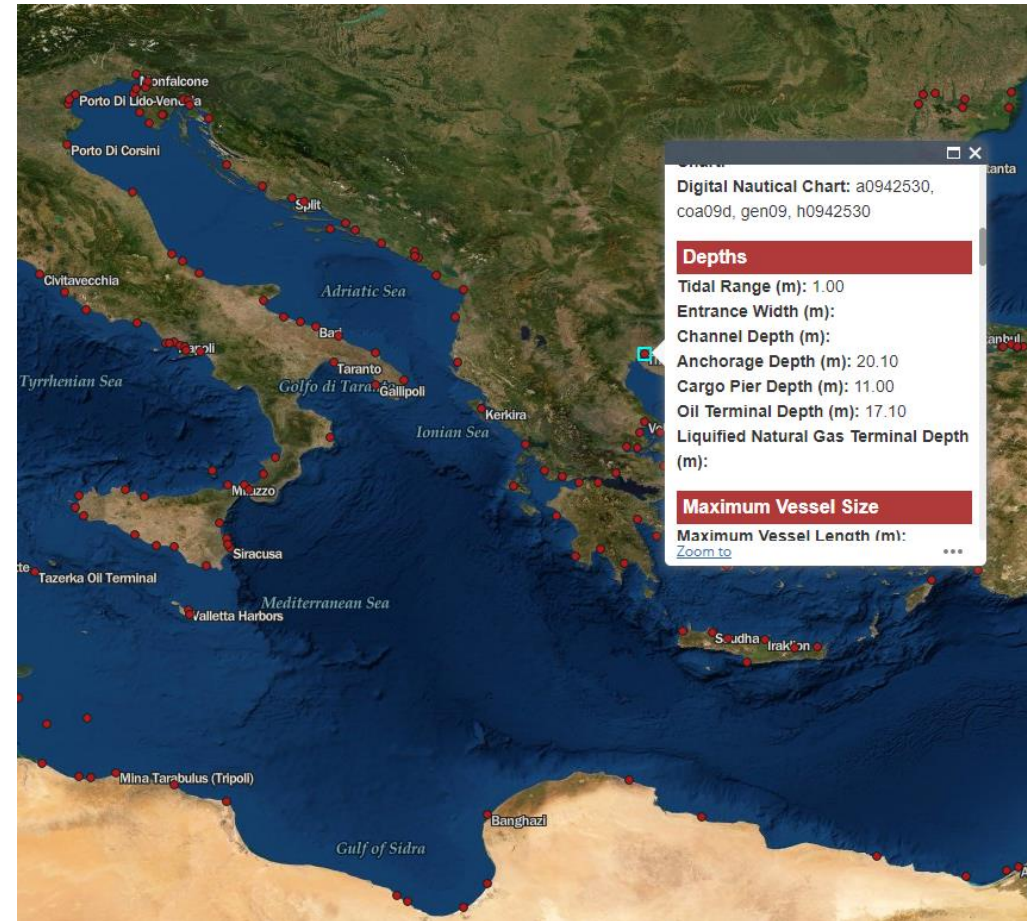 Monfalcone
Porto Di Lido-Venezia
Porto Di Corsini
Split
Civitavecchia
Adriatic Sea
Bari
Napoli
Taranto
Tyrrhenian Sea
Golfo di Taranto
Gallipoli
Kerkira
Ionian Sea
Milazzo
Siracusa
Tazerka Oil Terminal
Mediterranean Sea
Valletta Harbors
Soudha
Iraklion
Mina Tarabulus (Tripoli)
Banghazi
Gulf of Sidra
Digital Nautical Chart: a0942530,
coa09d, gen09, h0942530
Depths
Tidal Range (m): 1.00
Entrance Width (m):
Channel Depth (m):
Anchorage Depth (m): 20.10
Cargo Pier Depth (m): 11.00
Oil Terminal Depth (m): 17.10
Liquified Natural Gas Terminal Depth
(m):
Maximum Vessel Size
Maximum Vessel Length (m):
Zoom to